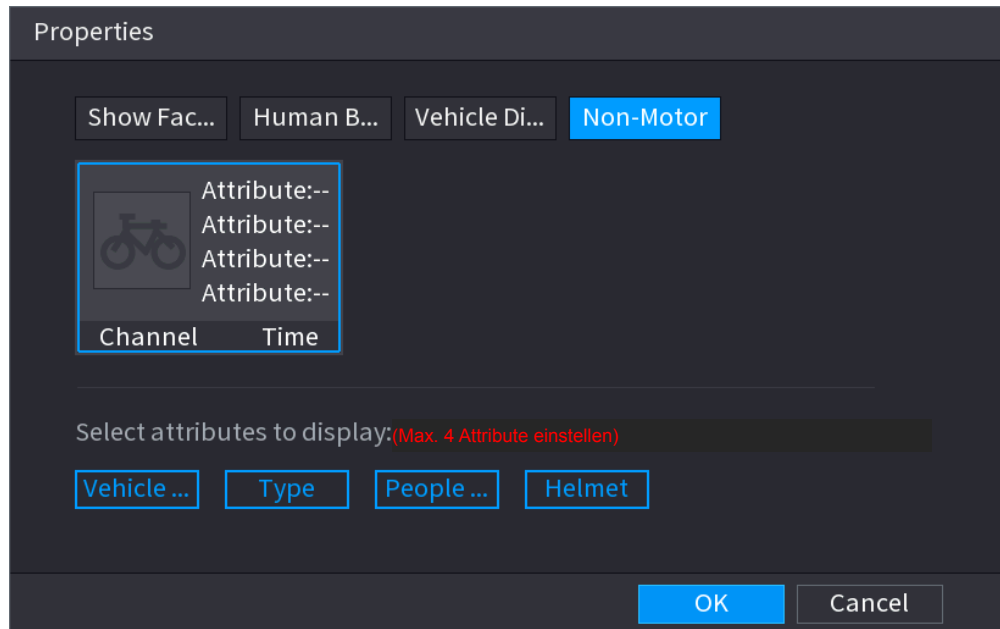 Properties
Show Fac... Human B... Vehicle Di... Non-Motor
Attribute:--
Attribute:--
Attribute:--
Attribute:--
Channel Time
Select attributes to display:(Max. 4 Attribute einstellen)
Vehicle ... Type People ... Helmet
OK Cancel